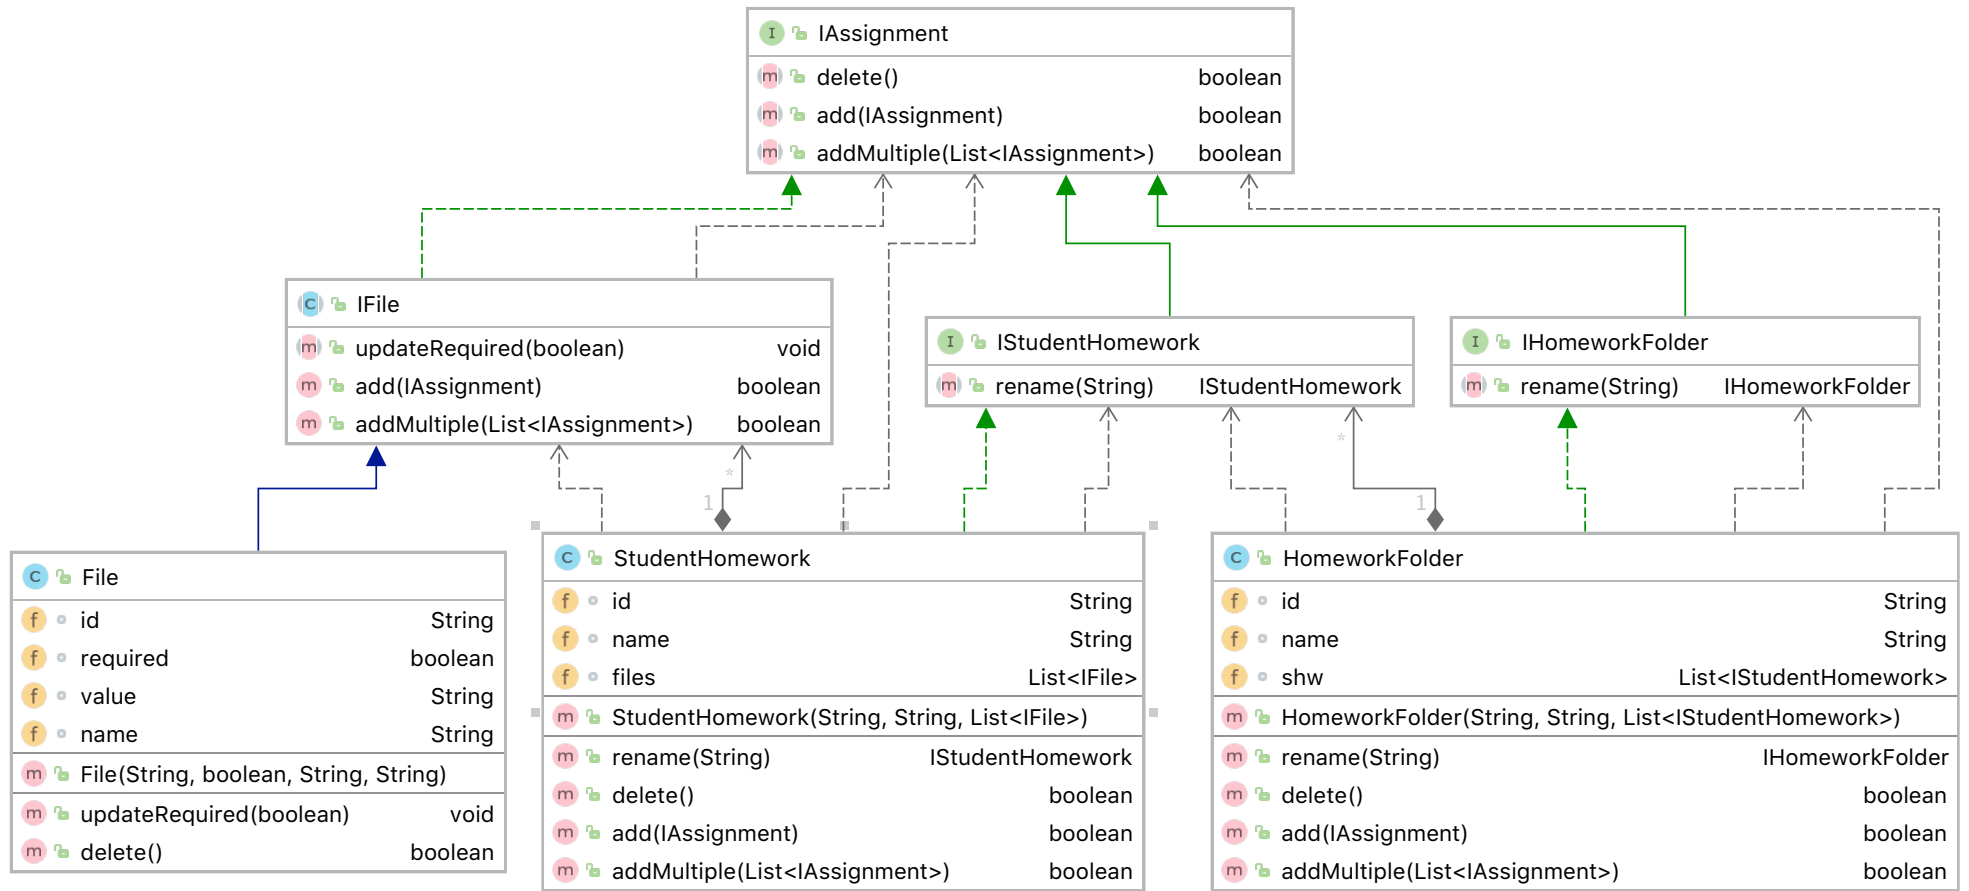 I IAssignment
m delete() boolean
m add(IAssignment) boolean
m addMultiple(List<IAssignment>) boolean
C IFile
m updateRequired(boolean) void
m add(IAssignment) boolean
m addMultiple(List<IAssignment>) boolean
I IStudentHomework
m rename(String) IStudentHomework
I IHomeworkFolder
m rename(String) IHomeworkFolder
*
1
*
1
C File
f id String
f required boolean
f value String
f name String
m File(String, boolean, String, String)
m updateRequired(boolean) void
m delete() boolean
C StudentHomework
f id String
f name String
f files List<IFile>
m StudentHomework(String, String, List<IFile>)
m rename(String) IStudentHomework
m delete() boolean
m add(IAssignment) boolean
m addMultiple(List<IAssignment>) boolean
C HomeworkFolder
f id String
f name String
f shw List<IStudentHomework>
m HomeworkFolder(String, String, List<IStudentHomework>)
m rename(String) IHomeworkFolder
m delete() boolean
m add(IAssignment) boolean
m addMultiple(List<IAssignment>) boolean